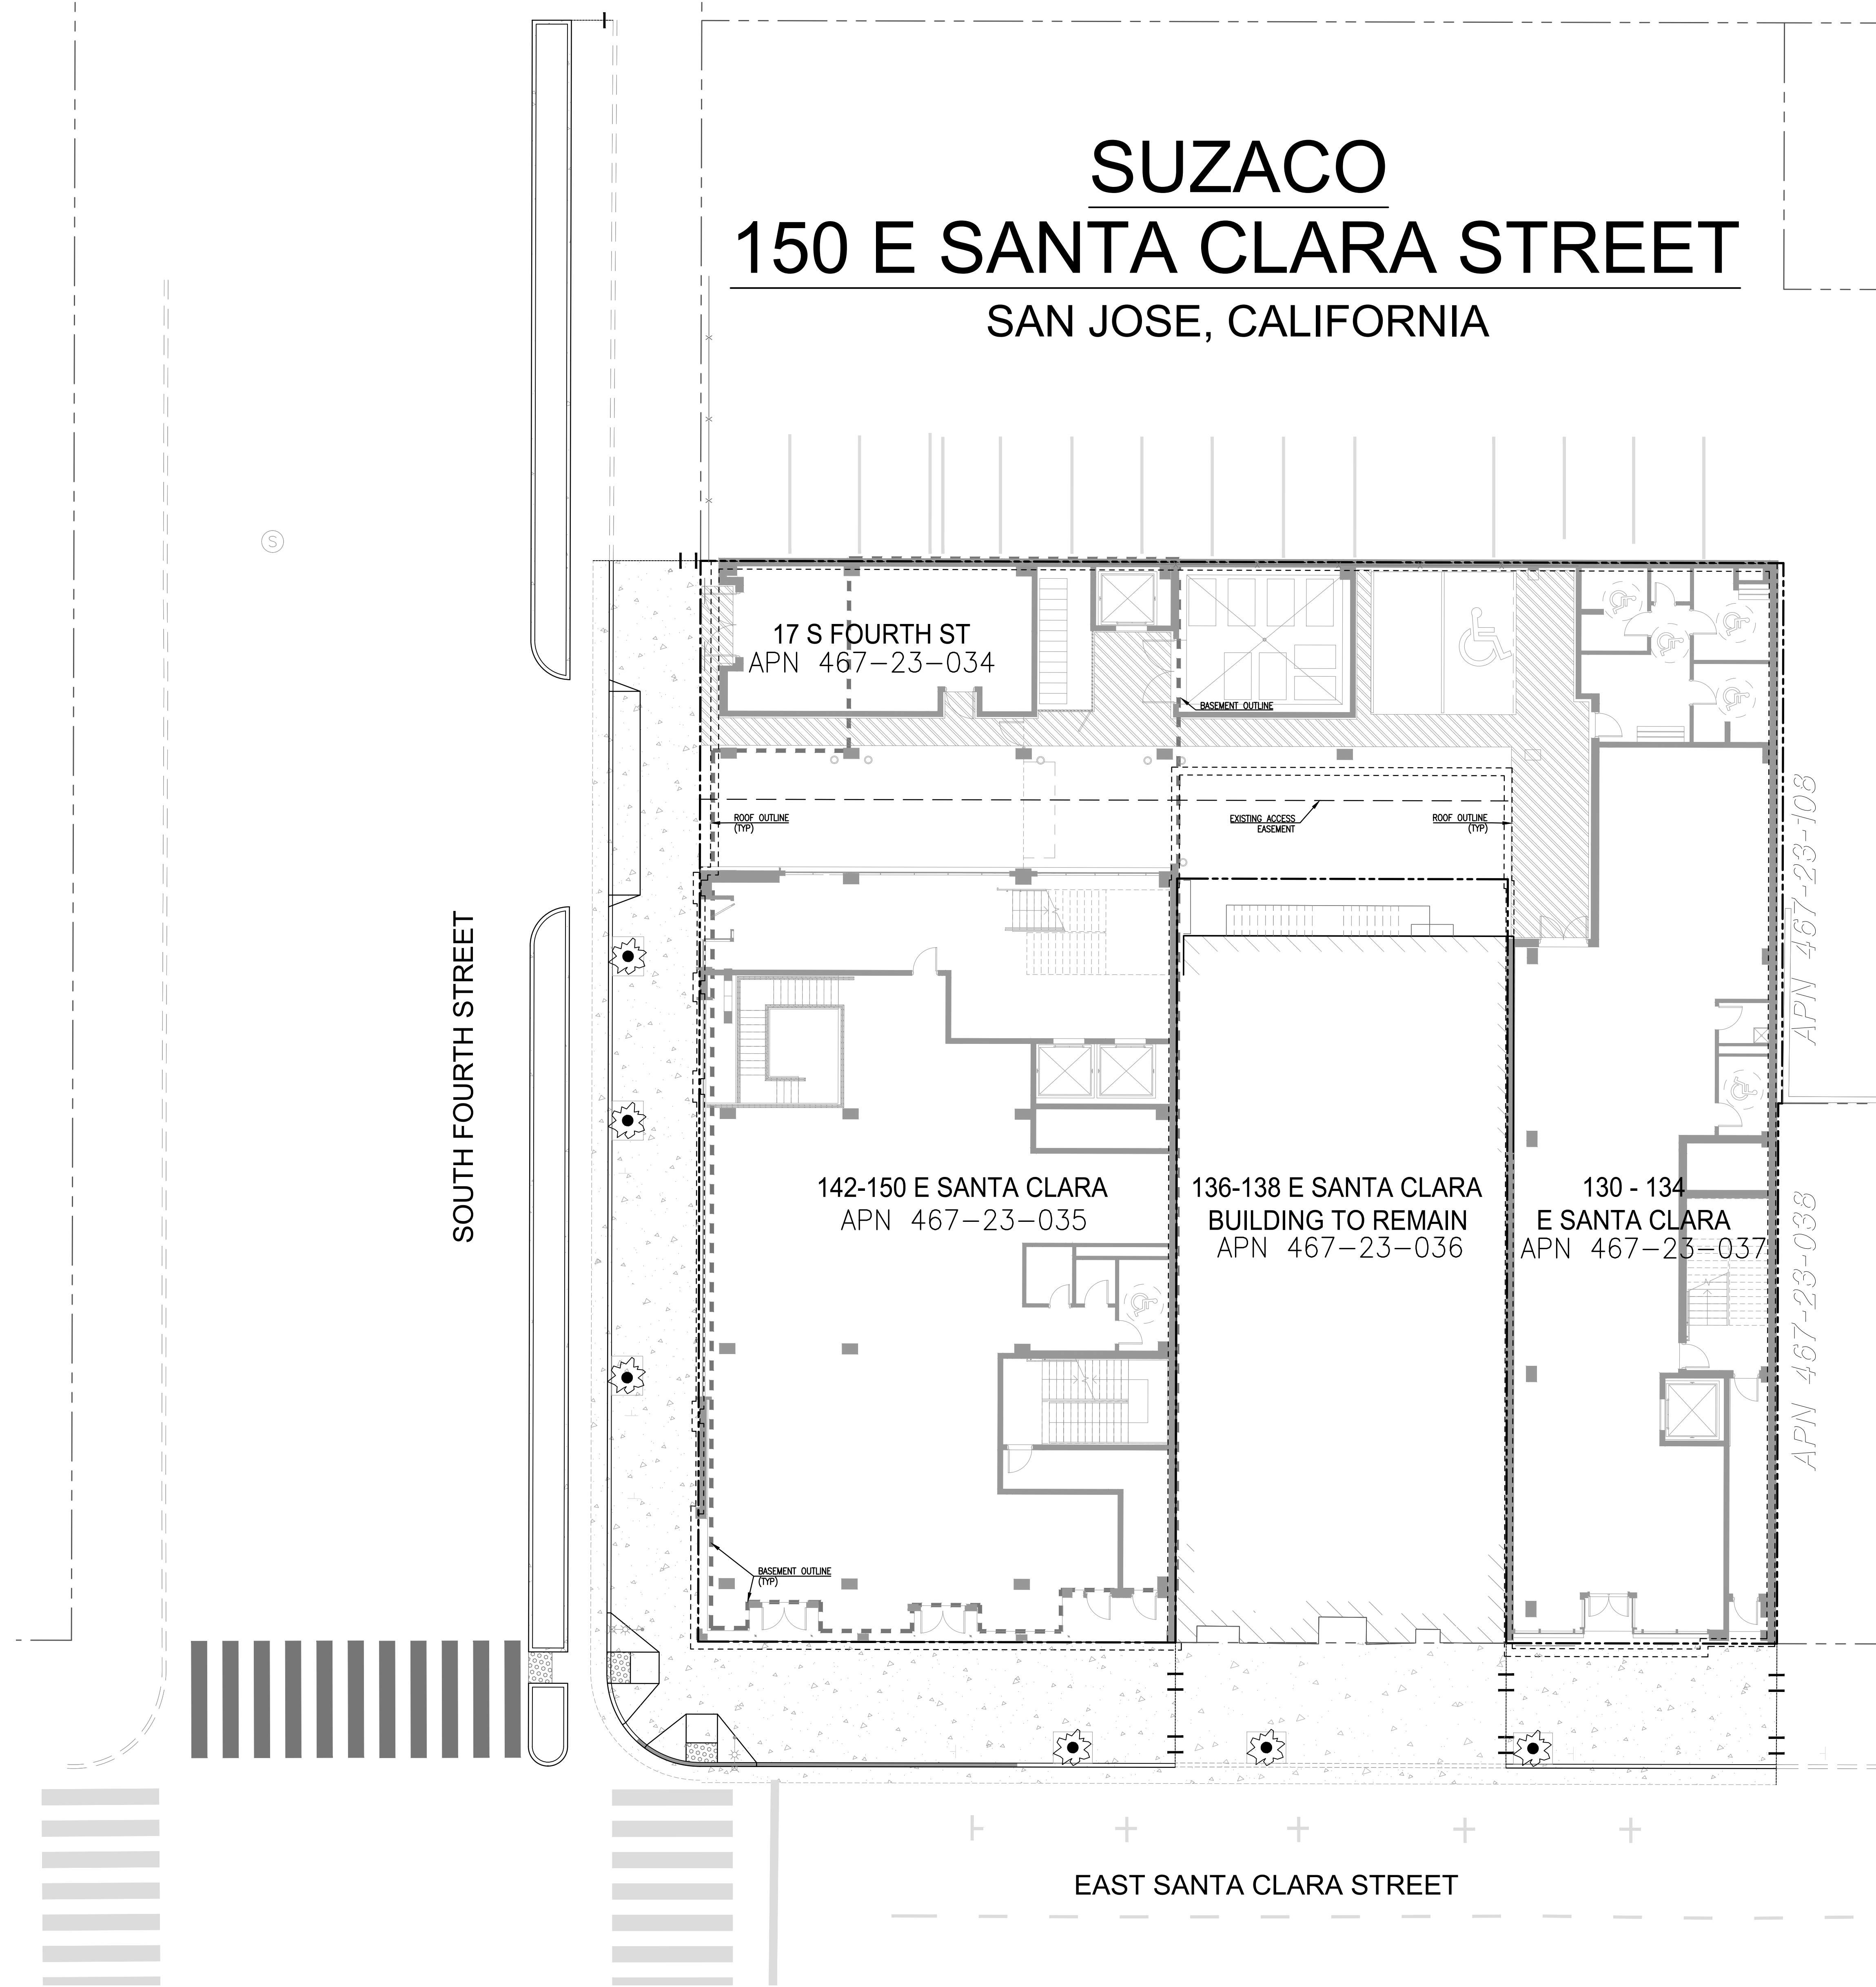 SUZACO
150 E SANTA CLARA STREET
SAN JOSE, CALIFORNIA
S
17 S FOURTH ST
APN 467-23-034
BASEMENT OUTLINE
ROOF OUTLINE
(TYP)
EXISTING ACCESS
EASEMENT
ROOF OUTLINE
(TYP)
APN 467-23-108
SOUTH FOURTH STREET
142-150 E SANTA CLARA
APN 467-23-035
136-138 E SANTA CLARA
BUILDING TO REMAIN
APN 467-23-036
130 - 134
E SANTA CLARA
APN 467-23-037
APN 467-23-038
BASEMENT OUTLINE
(TYP)
EAST SANTA CLARA STREET